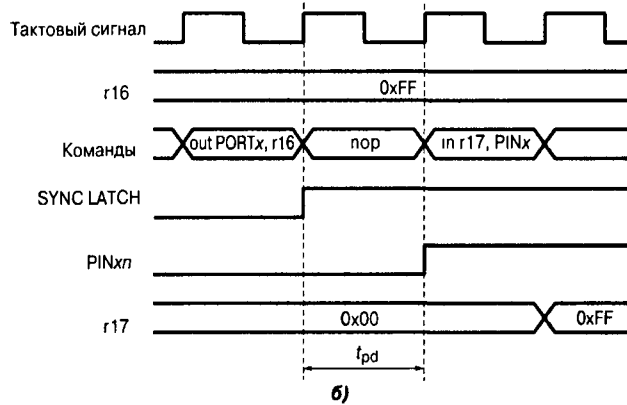 Тактовый сигнал
r16
0xFF
Команды
out PORTx, r16
nop
in r17, PINx
SYNC LATCH
PINxn
r17
0x00
0xFF
tpd
б)